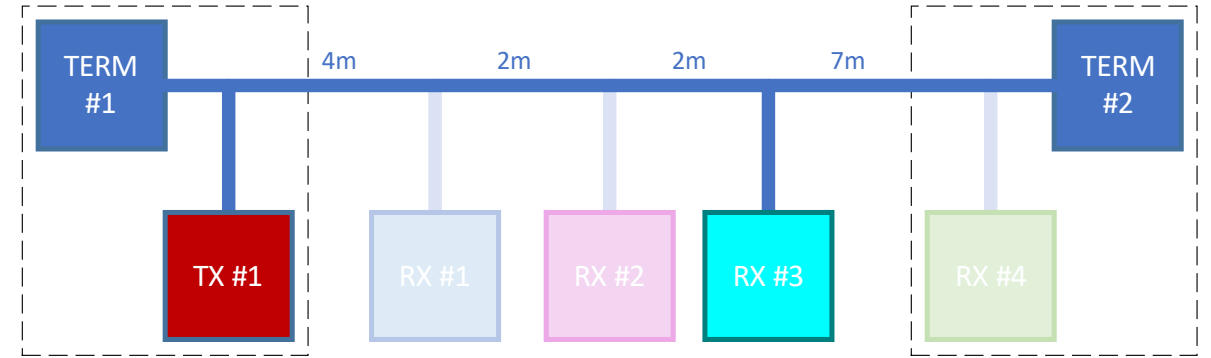 TERM
#1
4m
2m
2m
7m
TERM
#2
TX #1
RX #1
RX #2
RX #3
RX #4